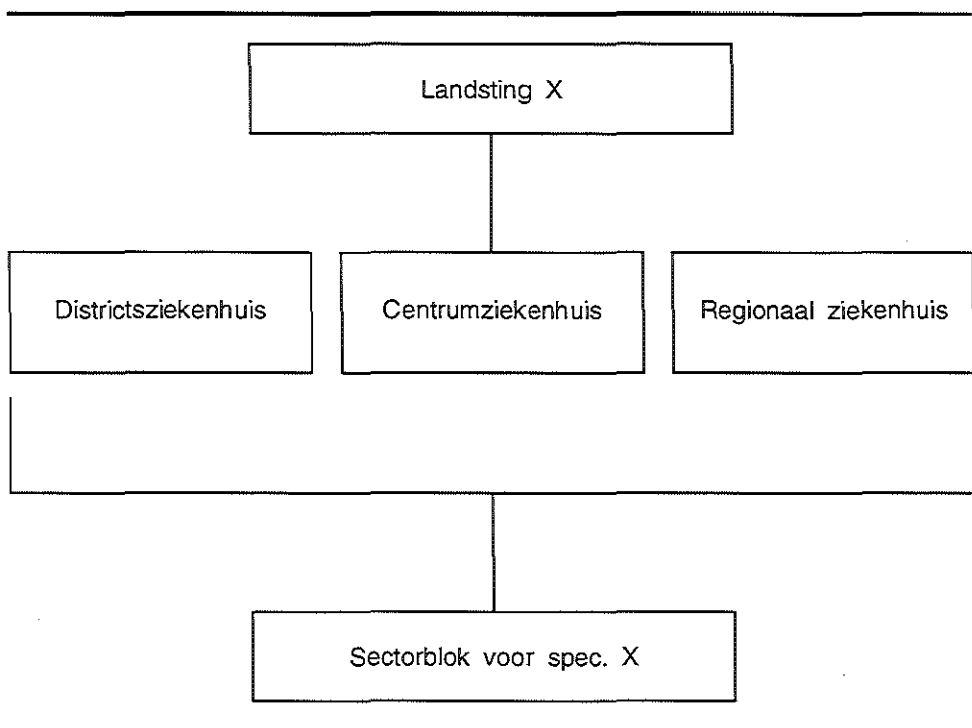 Landsting X
Districtsziekenhuis
Centrumziekenhuis
Regionaal ziekenhuis
Sectorblok voor spec. X